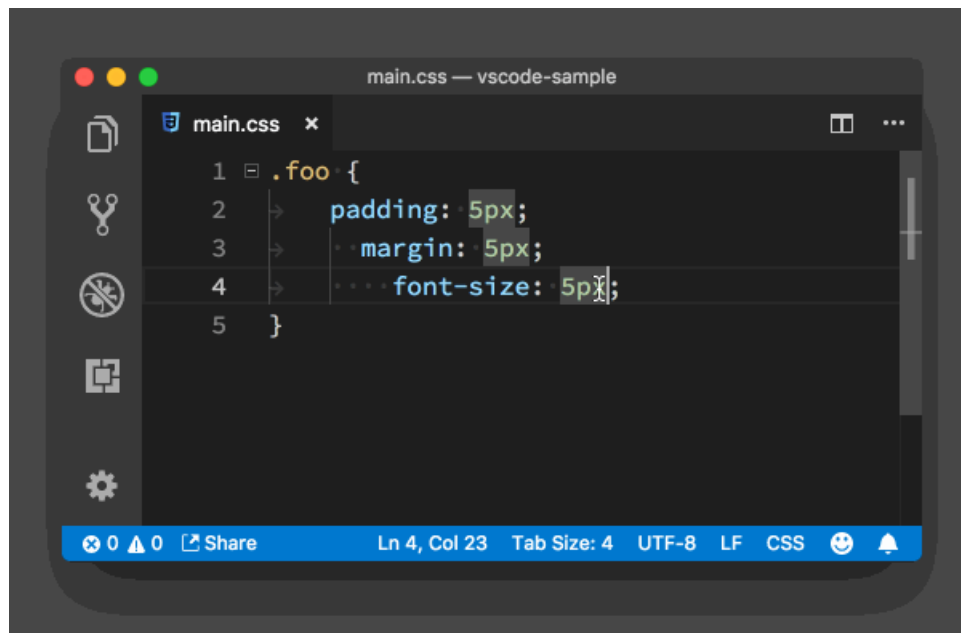 main.css — vscode-sample
main.css ×
1 .foo {
2 padding: 5px;
3 margin: 5px;
4 font-size: 5px;
5 }
0 0 Share Ln 4, Col 23 Tab Size: 4 UTF-8 LF CSS